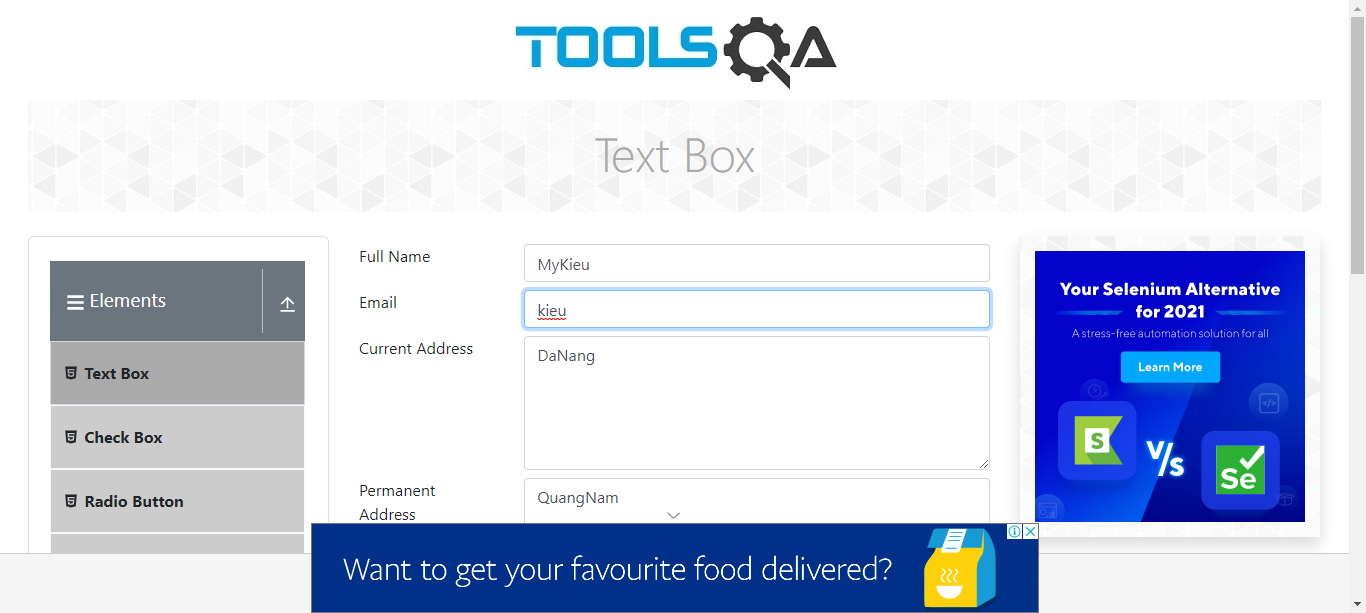 TOOLSQA
Text Box
Elements
Text Box
Check Box
Radio Button
Full Name
MyKieu
Email
kieu
Current Address
DaNang
Permanent
Address
QuangNam
Your Selenium Alternative
for 2021
A stress-free automation solution for all
Learn More
S
V/s
Se
Want to get your favourite food delivered?